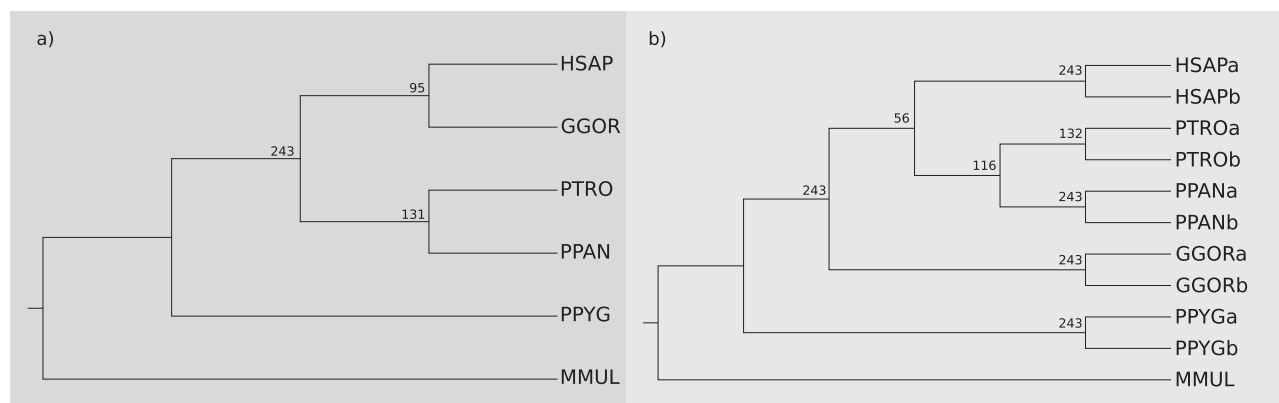 a)
HSAP
95
GGOR
243
PTRO
131
PPAN
PPYG
MMUL
b)
HSAPa
243
HSAPb
56
PTROa
132
PTROb
116
PPANa
243
243
PPANb
GGORa
243
GGORb
PPYGa
243
PPYGb
MMUL